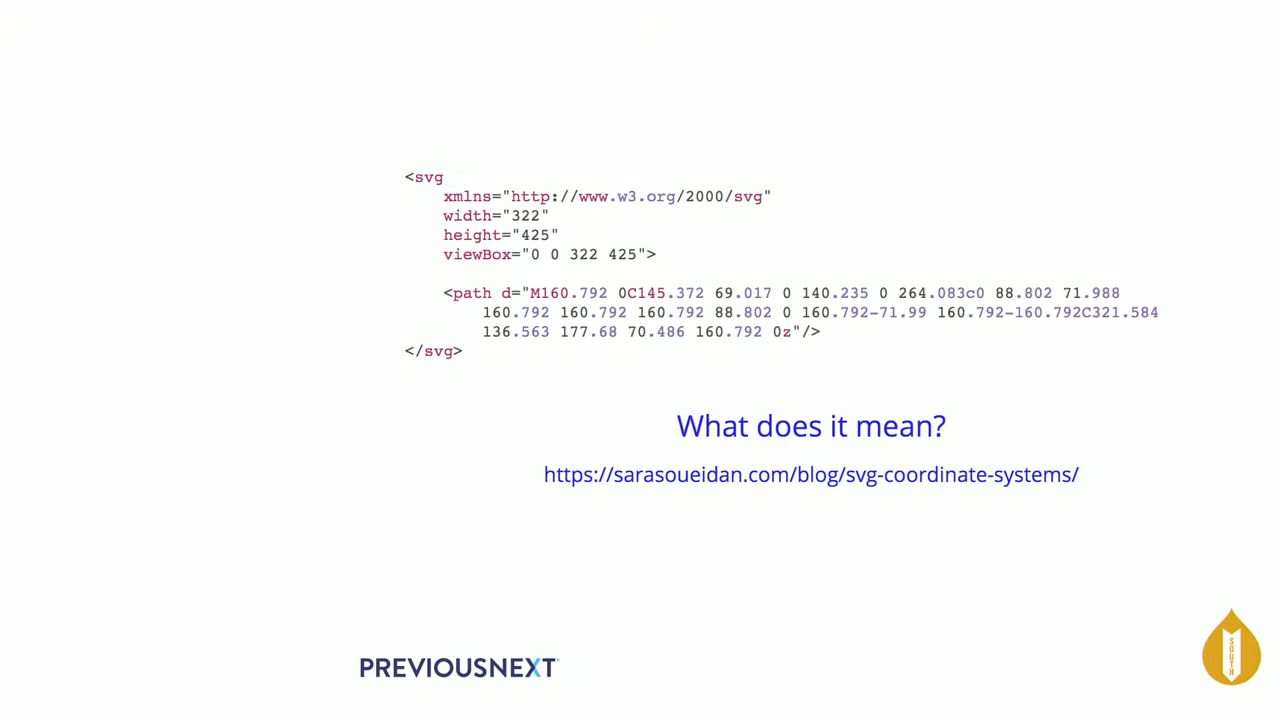 <svg
xmlns="http://www.w3.org/2000/svg"
width="322"
height="425"
viewBox="0 0 322 425">
<path d="M160.792 0C145.372 69.017 0 140.235 0 264.083c0 88.802 71.988
160.792 160.792 160.792 88.802 0 160.792-71.99 160.792-160.792C321.584
136.563 177.68 70.486 160.792 0z"/>
</svg>
What does it mean?
https://sarasoueidan.com/blog/svg-coordinate-systems/
PREVIOUSNEXT
SOUTH